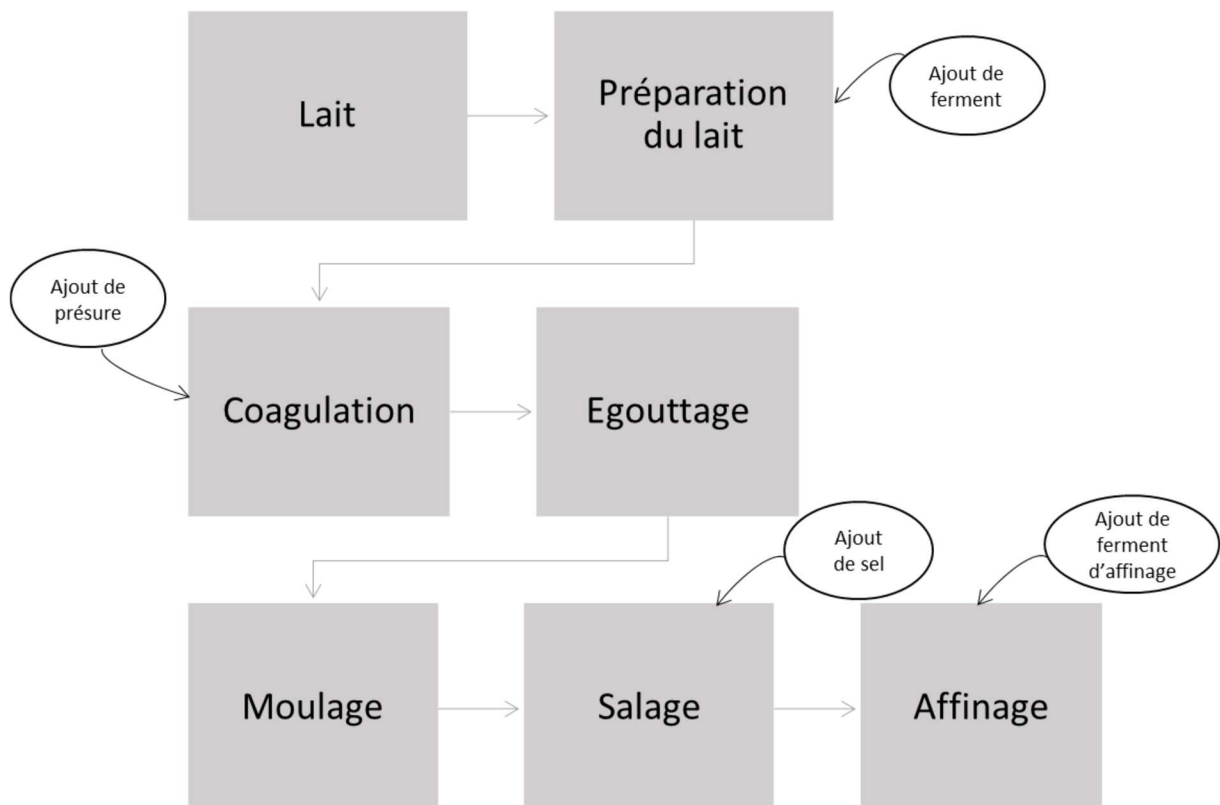 Lait
Préparation
du lait
Ajout de
ferment
Ajout de
présure
Coagulation
Egouttage
Ajout
de sel
Ajout de
ferment
d'affinage
Moulage
Salage
Affinage